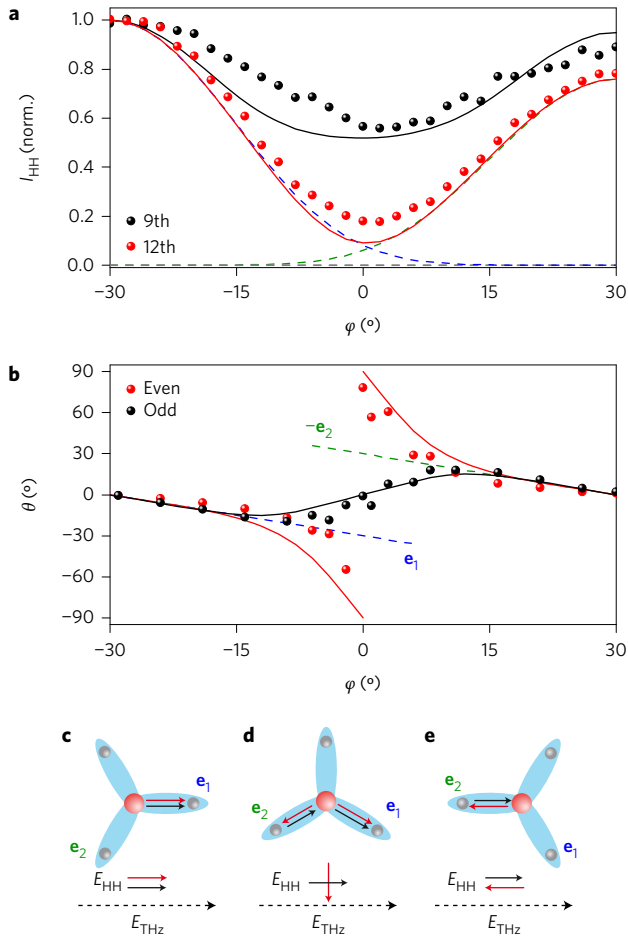 a
1.0
0.8
0.6
0.4
0.2
0.0
I_HH (norm.)
9th
12th
−30 −15 0 15 30
φ (°)
b
90
60
30
0
−30
−60
−90
θ (°)
Even
Odd
−e₂
e₁
−30 −15 0 15 30
φ (°)
c d e
e₁
e₂
E_HH
E_THz
e₂
e₁
E_HH
E_THz
e₂
e₁
E_HH
E_THz